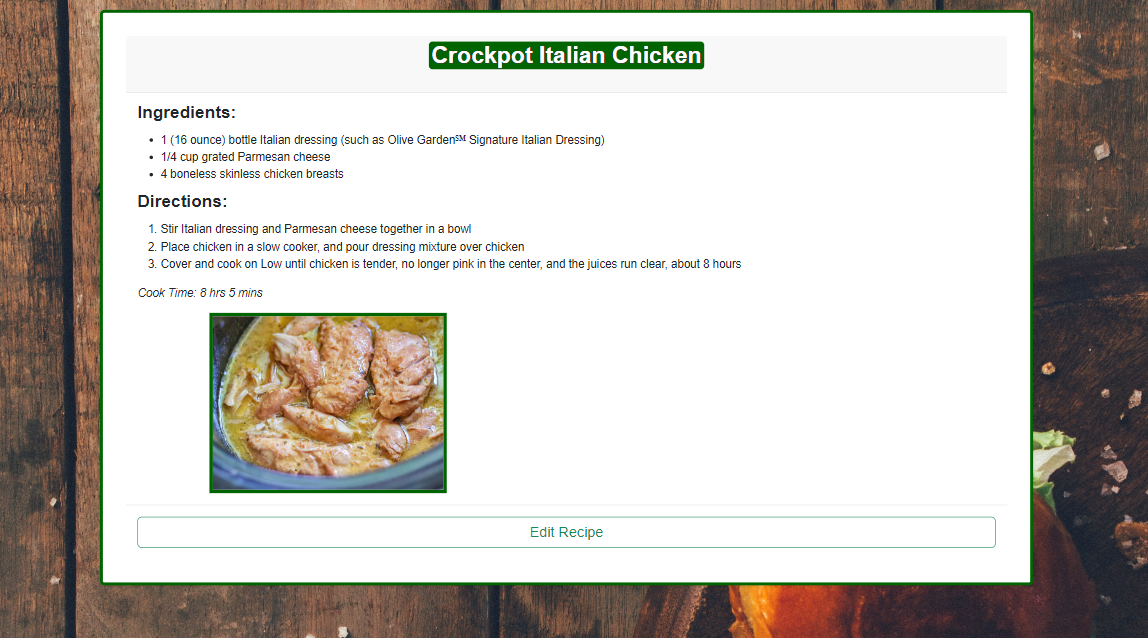 Crockpot Italian Chicken
Ingredients:
• 1 (16 ounce) bottle Italian dressing (such as Olive Garden℠ Signature Italian Dressing)
• 1/4 cup grated Parmesan cheese
• 4 boneless skinless chicken breasts
Directions:
1. Stir Italian dressing and Parmesan cheese together in a bowl
2. Place chicken in a slow cooker, and pour dressing mixture over chicken
3. Cover and cook on Low until chicken is tender, no longer pink in the center, and the juices run clear, about 8 hours
Cook Time: 8 hrs 5 mins
Edit Recipe